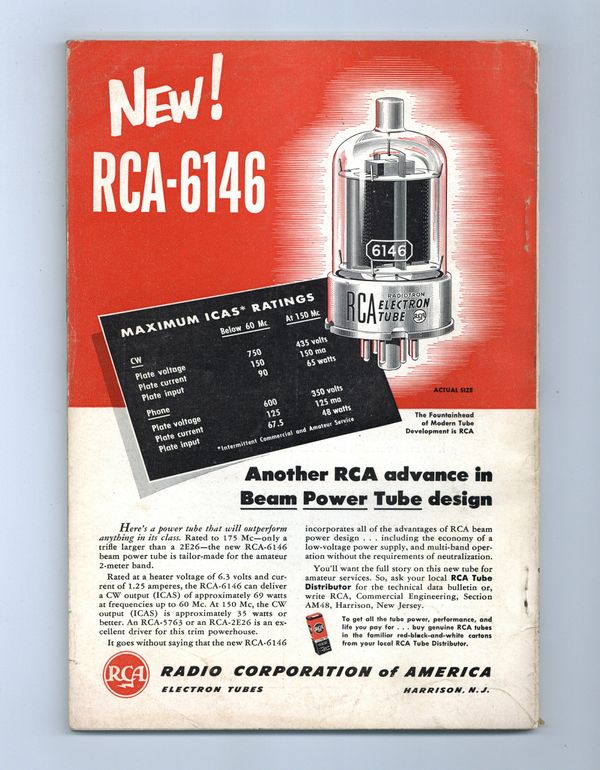 New!
RCA-6146
6146
RCA RADIOTRON
ELECTRON
TUBE RCA
MAXIMUM ICAS* RATINGS
Below 60 Mc At 150 Mc
CW
Plate voltage 750 435 volts
Plate current 150 150 ma
Plate input 90 65 watts
Phone
Plate voltage 600 350 volts
Plate current 125 125 ma
Plate input 67.5 48 watts
*Intermittent Commercial and Amateur Service
ACTUAL SIZE
The Fountainhead
of Modern Tube
Development is RCA
Another RCA advance in
Beam Power Tube design
Here's a power tube that will outperform
anything in its class. Rated to 175 Mc—only a
trifle larger than a 2E26—the new RCA-6146
beam power tube is tailor-made for the amateur
2-meter band.
Rated at a heater voltage of 6.3 volts and cur-
rent of 1.25 amperes, the RCA-6146 can deliver
a CW output (ICAS) of approximately 69 watts
at frequencies up to 60 Mc. At 150 Mc, the CW
output (ICAS) is approximately 35 watts or
better. An RCA-5763 or an RCA-2E26 is an ex-
cellent driver for this trim powerhouse.
It goes without saying that the new RCA-6146
incorporates all of the advantages of RCA beam
power design . . . including the economy of a
low-voltage power supply, and multi-band oper-
ation without the requirements of neutralization.
You'll want the full story on this new tube for
amateur services. So, ask your local RCA Tube
Distributor for the technical data bulletin or,
write RCA, Commercial Engineering, Section
AM48, Harrison, New Jersey.
To get all the tube power, performance, and
life you pay for . . . buy genuine RCA tubes
in the familiar red-black-and-white cartons
from your local RCA Tube Distributor.
RCA
RADIO CORPORATION of AMERICA
ELECTRON TUBES HARRISON, N.J.